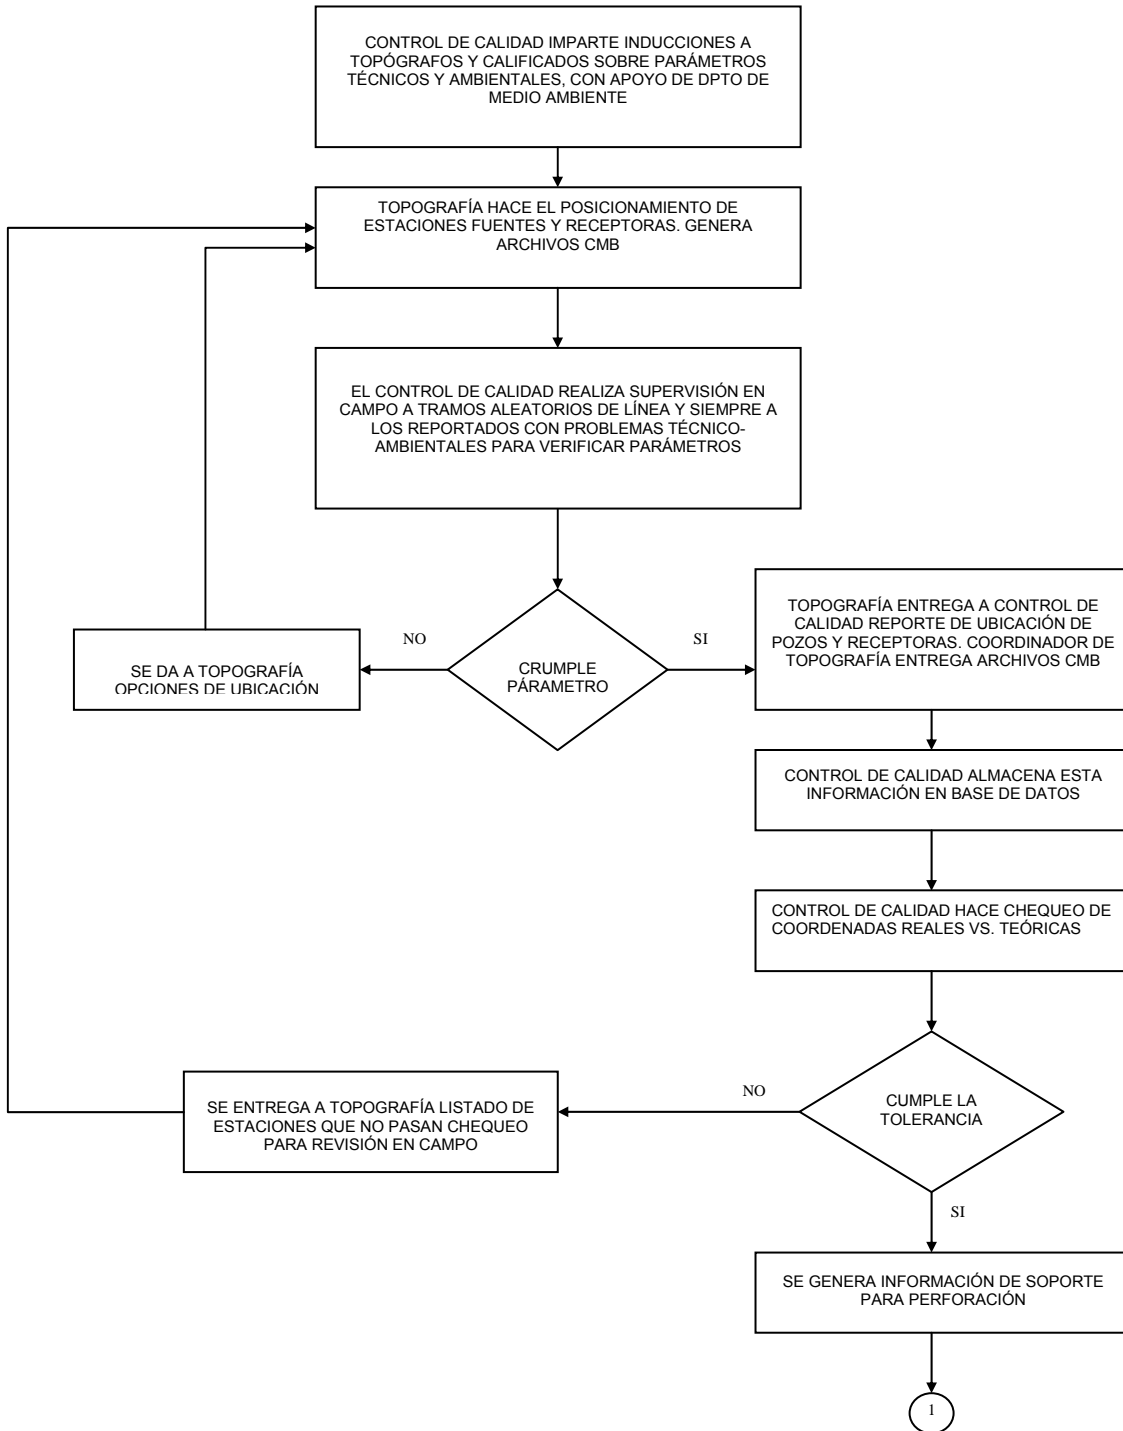 CONTROL DE CALIDAD IMPARTE INDUCCIONES A
TOPÓGRAFOS Y CALIFICADOS SOBRE PARÁMETROS
TÉCNICOS Y AMBIENTALES, CON APOYO DE DPTO DE
MEDIO AMBIENTE
TOPOGRAFÍA HACE EL POSICIONAMIENTO DE
ESTACIONES FUENTES Y RECEPTORAS. GENERA
ARCHIVOS CMB
EL CONTROL DE CALIDAD REALIZA SUPERVISIÓN EN
CAMPO A TRAMOS ALEATORIOS DE LÍNEA Y SIEMPRE A
LOS REPORTADOS CON PROBLEMAS TÉCNICO-
AMBIENTALES PARA VERIFICAR PARÁMETROS
CRUMPLE
PÁRAMETRO
NO
SE DA A TOPOGRAFÍA
OPCIONES DE UBICACIÓN
SI
TOPOGRAFÍA ENTREGA A CONTROL DE
CALIDAD REPORTE DE UBICACIÓN DE
POZOS Y RECEPTORAS. COORDINADOR DE
TOPOGRAFÍA ENTREGA ARCHIVOS CMB
CONTROL DE CALIDAD ALMACENA ESTA
INFORMACIÓN EN BASE DE DATOS
CONTROL DE CALIDAD HACE CHEQUEO DE
COORDENADAS REALES VS. TEÓRICAS
CUMPLE LA
TOLERANCIA
NO
SE ENTREGA A TOPOGRAFÍA LISTADO DE
ESTACIONES QUE NO PASAN CHEQUEO
PARA REVISIÓN EN CAMPO
SI
SE GENERA INFORMACIÓN DE SOPORTE
PARA PERFORACIÓN
1